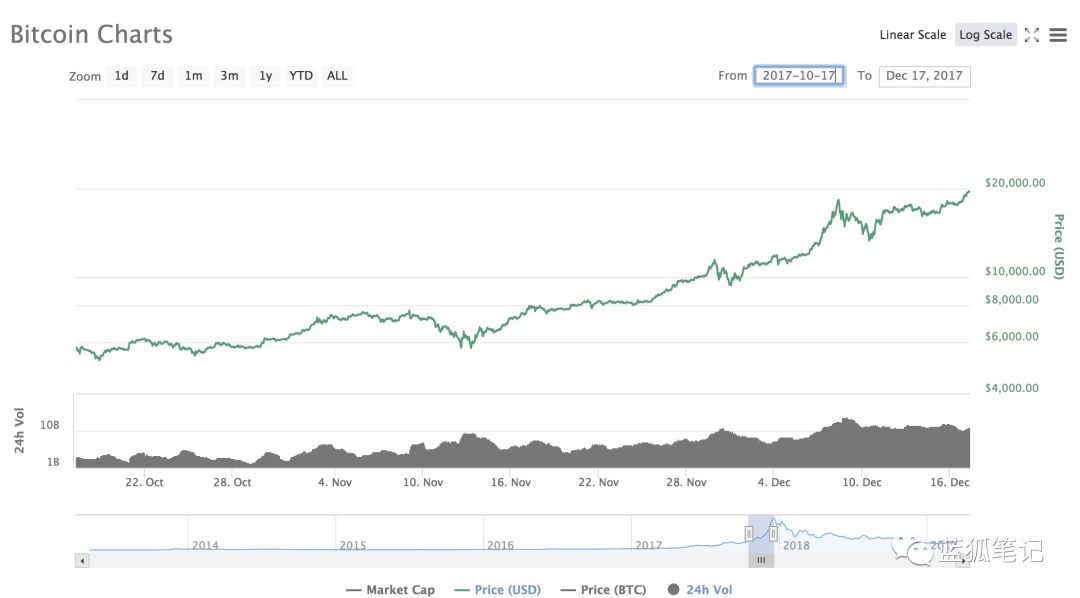 Bitcoin Charts
Linear Scale Log Scale
Zoom 1d 7d 1m 3m 1y YTD ALL
From 2017-10-17 To Dec 17, 2017
$20,000.00
$10,000.00
$8,000.00
$6,000.00
$4,000.00
Price (USD)
24h Vol
10B
1B
22. Oct 28. Oct 4. Nov 10. Nov 16. Nov 22. Nov 28. Nov 4. Dec 10. Dec 16. Dec
2014 2015 2016 2017 2018
蓝狐笔记
Market Cap Price (USD) Price (BTC) 24h Vol